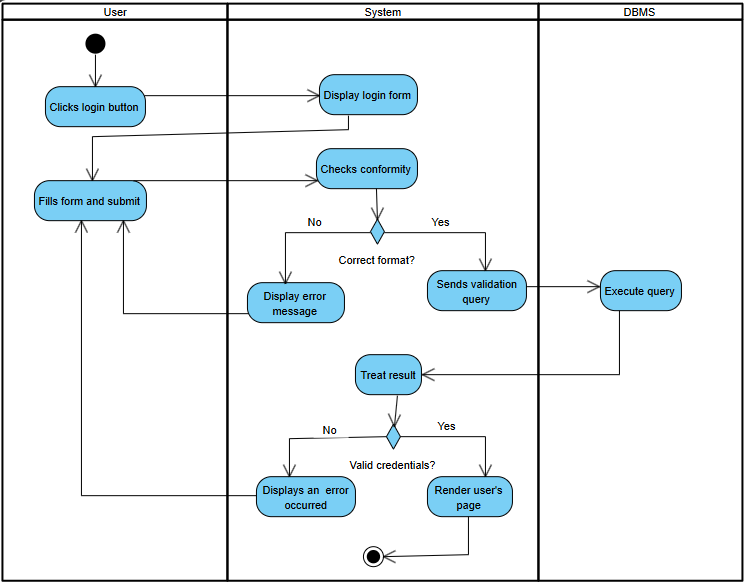 User
System
DBMS
Clicks login button
Display login form
Checks conformity
Fills form and submit
No
Yes
Correct format?
Display error
message
Sends validation
query
Execute query
Treat result
No
Yes
Valid credentials?
Displays an  error
occurred
Render user's
page